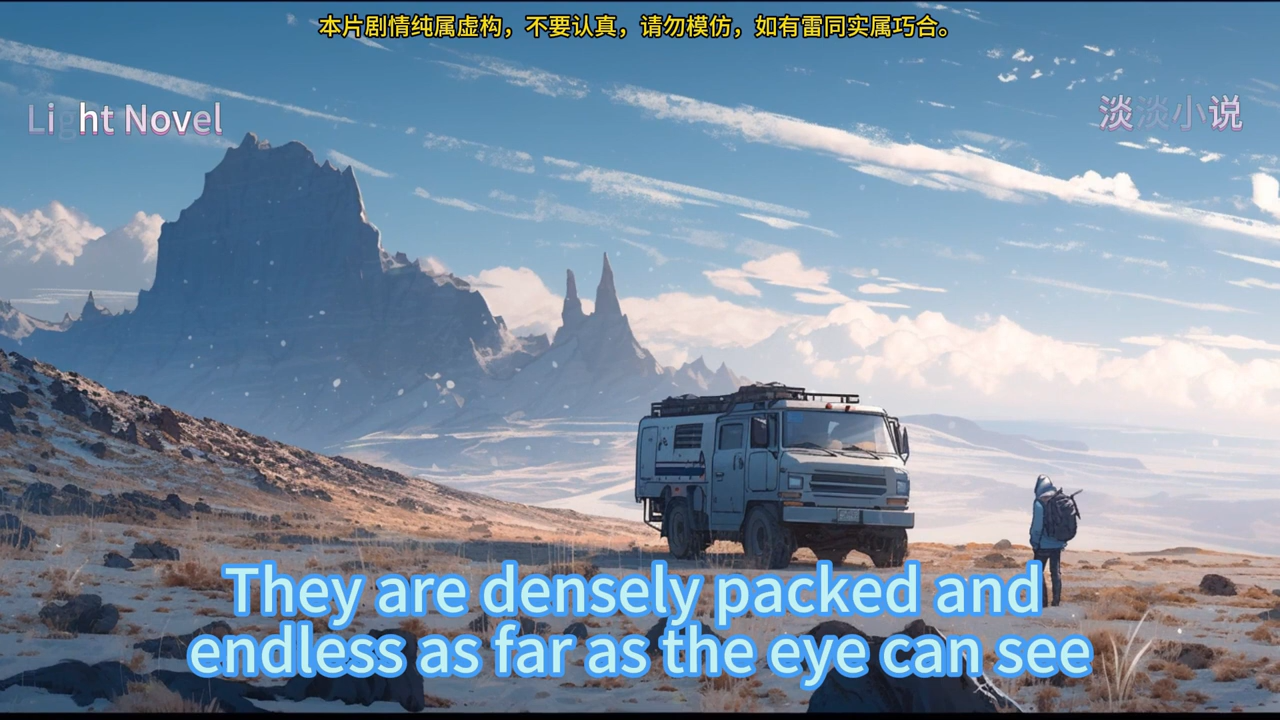 本片剧情纯属虚构，不要认真，请勿模仿，如有雷同实属巧合。
Light Novel
淡淡小说
They are densely packed and
endless as far as the eye can see